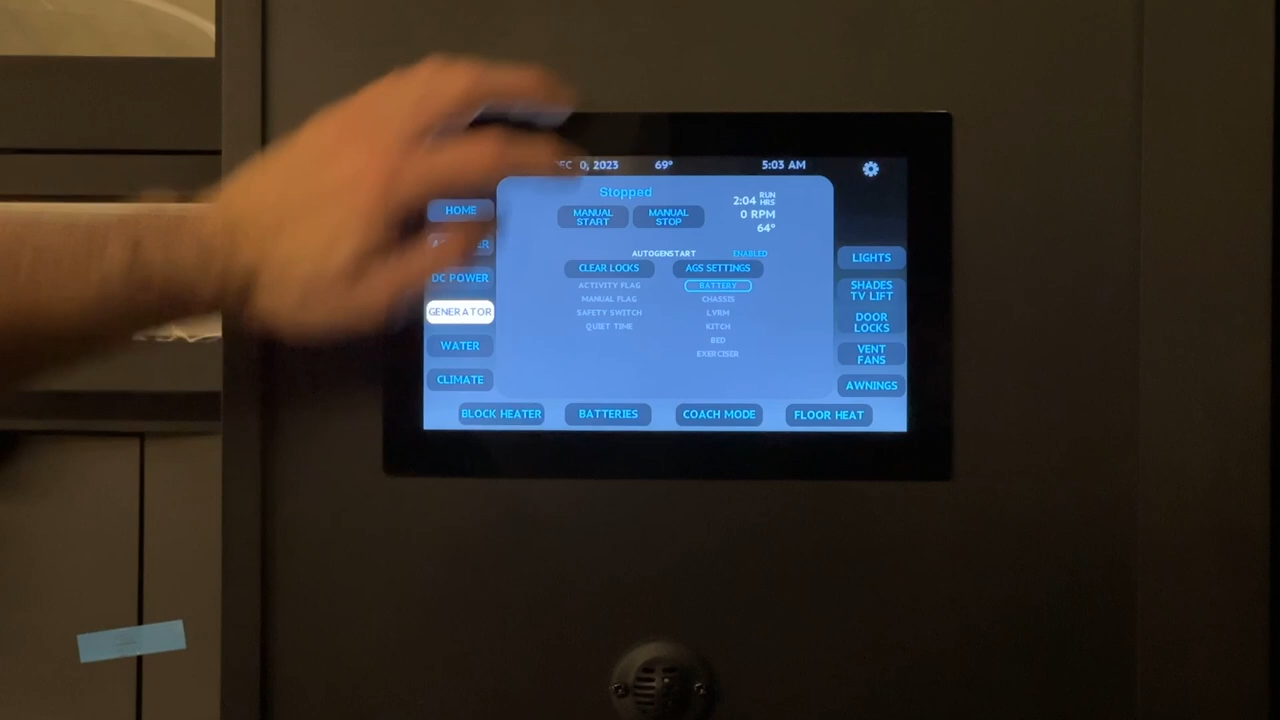 0, 2023 69° 5:03 AM
Stopped
MANUAL START
MANUAL STOP
2:04 RUN HRS
0 RPM
64°
AUTOGENSTART ENABLED
CLEAR LOCKS
AGS SETTINGS
ACTIVITY FLAG
MANUAL FLAG
SAFETY SWITCH
QUIET TIME
BATTERY
CHASSIS
LVRM
KITCH
BED
EXERCISER
HOME
DC POWER
GENERATOR
WATER
CLIMATE
LIGHTS
SHADES
TV LIFT
DOOR
LOCKS
VENT
FANS
AWNINGS
BLOCK HEATER
BATTERIES
COACH MODE
FLOOR HEAT